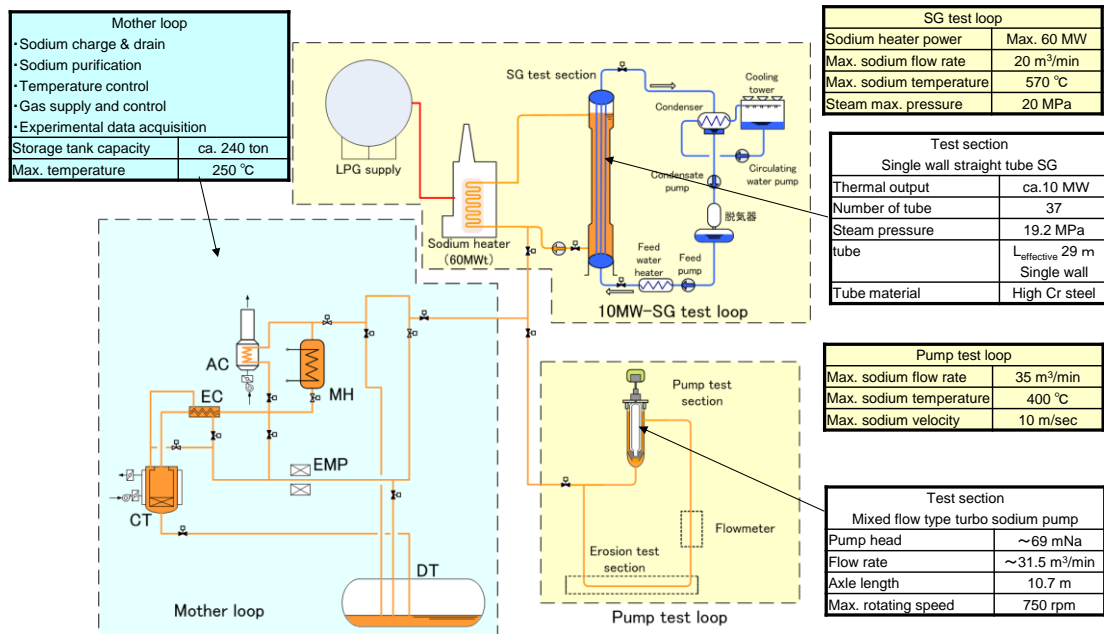 Mother loop
・Sodium charge & drain
・Sodium purification
・Temperature control
・Gas supply and control
・Experimental data acquisition
Storage tank capacity ca. 240 ton
Max. temperature 250 ℃
SG test loop
Sodium heater power Max. 60 MW
Max. sodium flow rate 20 m³/min
Max. sodium temperature 570 ℃
Steam max. pressure 20 MPa
Test section
Single wall straight tube SG
Thermal output ca.10 MW
Number of tube 37
Steam pressure 19.2 MPa
tube L effective 29 m
Single wall
Tube material High Cr steel
LPG supply
Sodium heater
(60MWt)
SG test section
Condenser
Cooling
tower
Condensate
pump
Circulating
water pump
脱気器
Feed
water
heater
Feed
pump
10MW-SG test loop
AC
MH
EC
EMP
CT
DT
Mother loop
Pump test
section
Flowmeter
Erosion test
section
Pump test loop
Pump test loop
Max. sodium flow rate 35 m³/min
Max. sodium temperature 400 ℃
Max. sodium velocity 10 m/sec
Test section
Mixed flow type turbo sodium pump
Pump head ～69 mNa
Flow rate ～31.5 m³/min
Axle length 10.7 m
Max. rotating speed 750 rpm